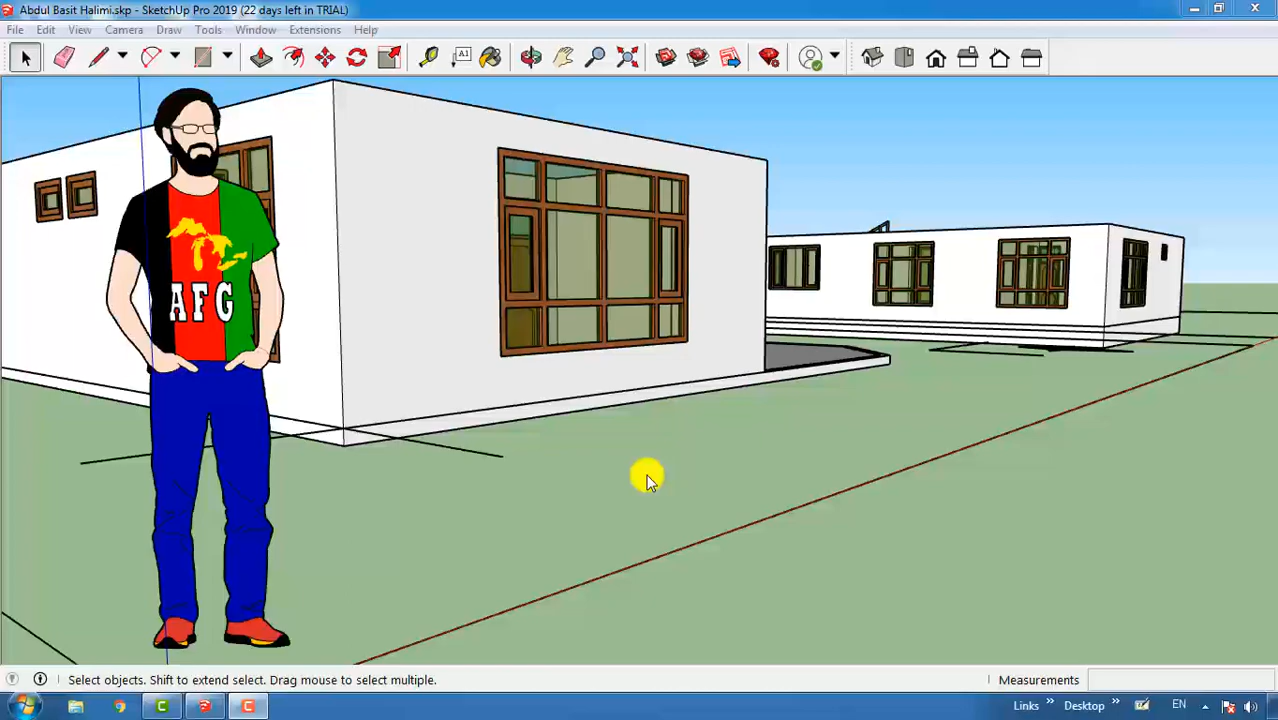 Abdul Basit Halimi.skp - SketchUp Pro 2019 (22 days left in TRIAL)
File Edit View Camera Draw Tools Window Extensions Help
A1
AFG
Select objects. Shift to extend select. Drag mouse to select multiple.
Measurements
Links » Desktop » EN